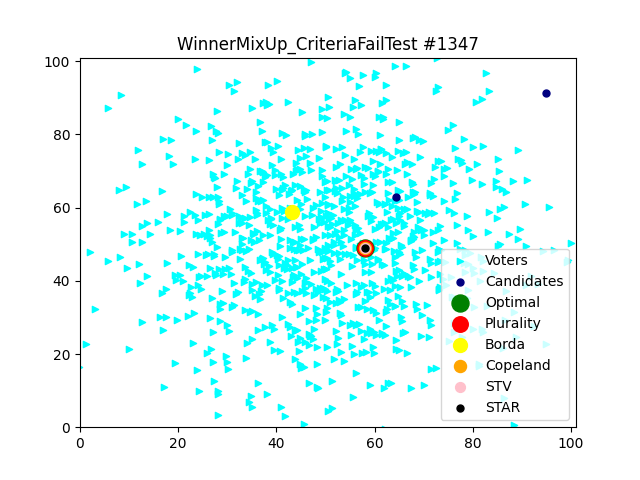 WinnerMixUp_CriteriaFailTest #1347
100
80
60
40
20
0
0
20
40
60
80
100
Voters
Candidates
Optimal
Plurality
Borda
Copeland
STV
STAR